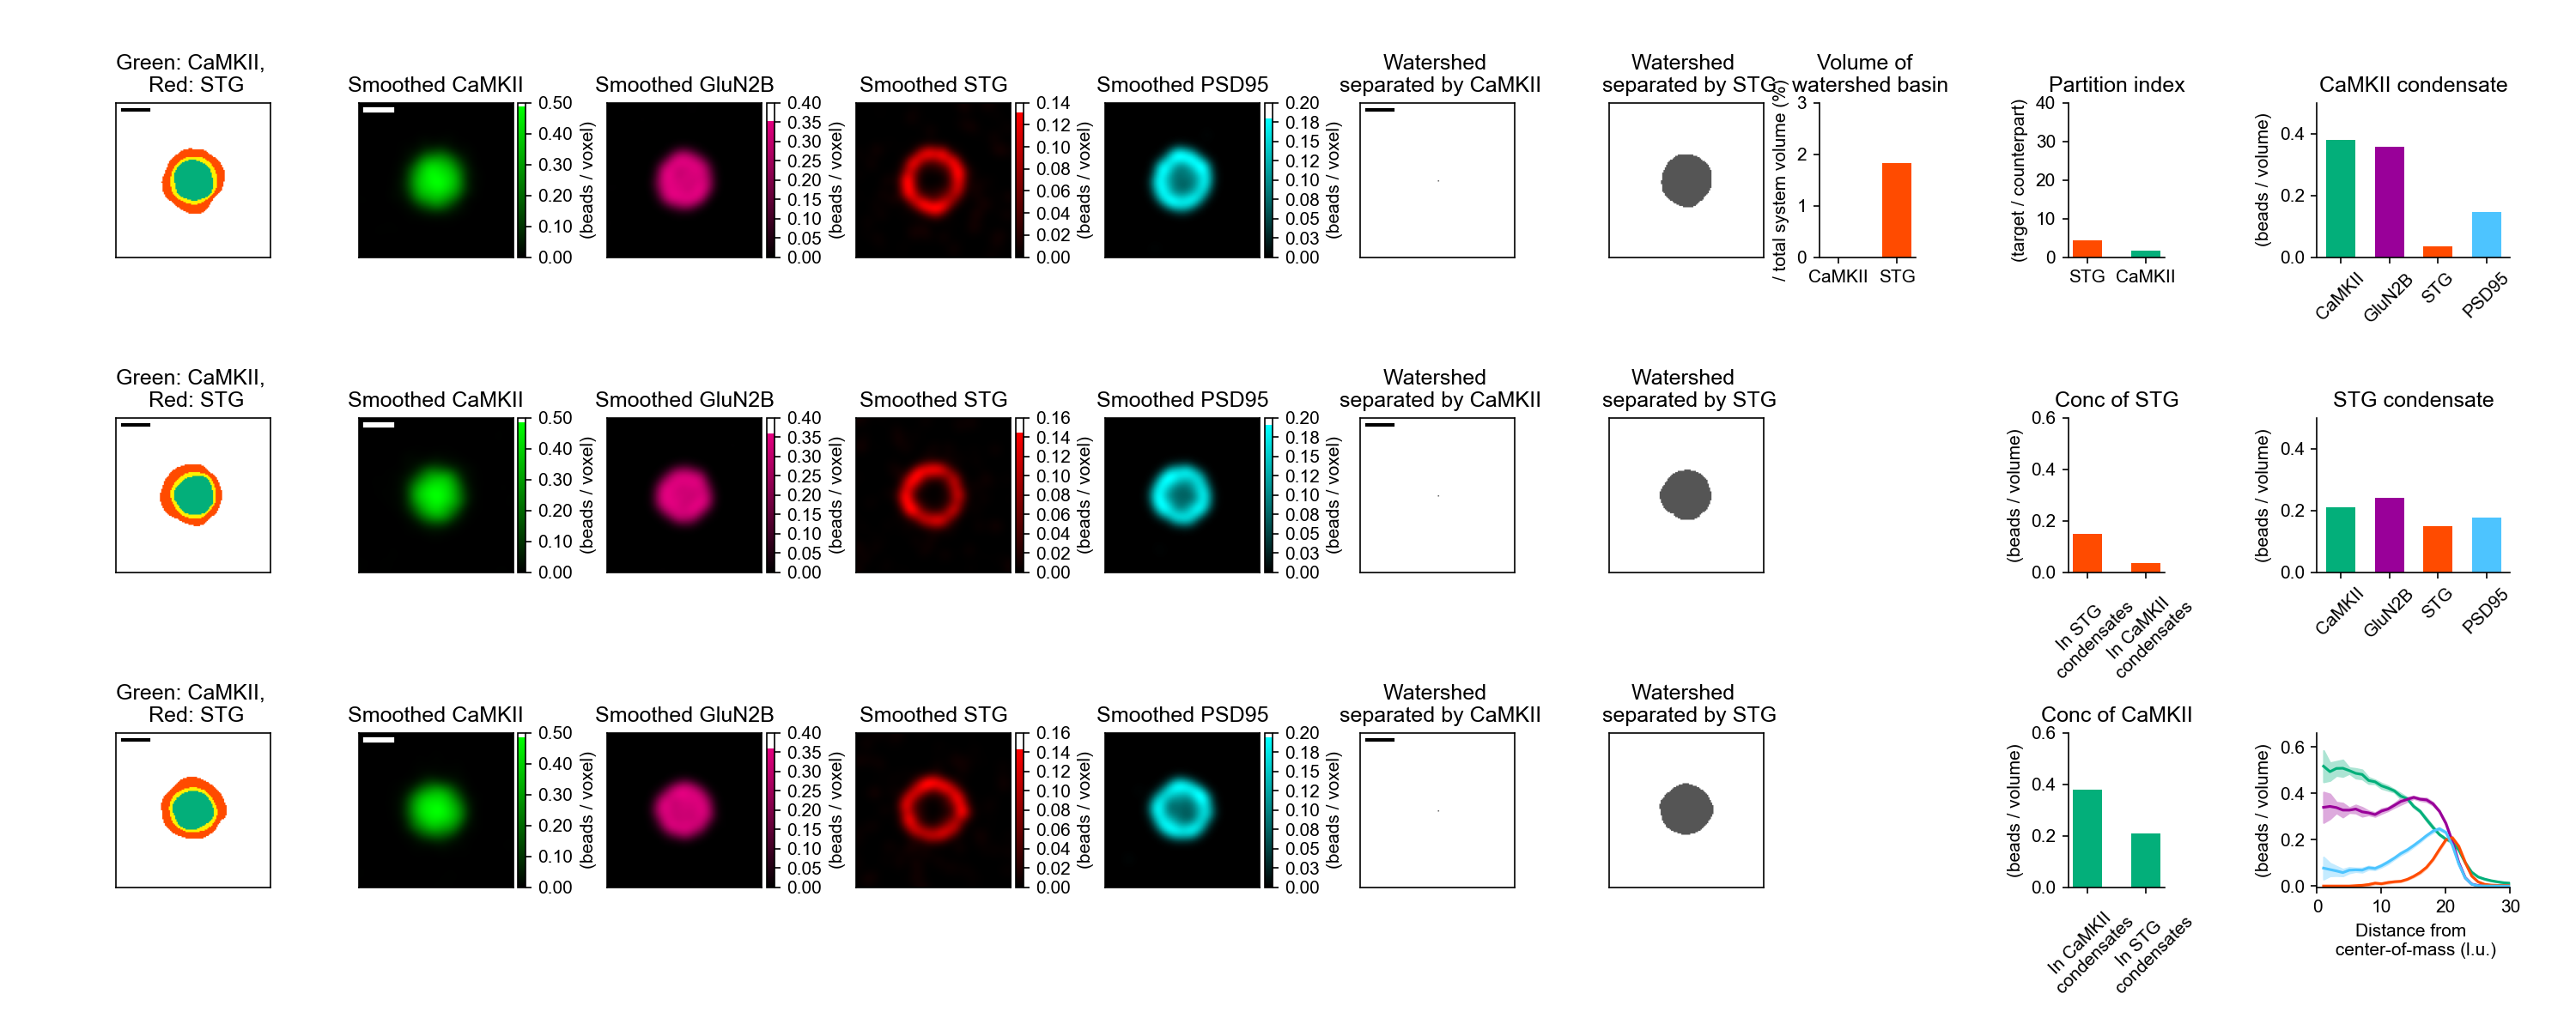 Green: CaMKII,
Red: STG
Smoothed CaMKII
0.50
0.40
0.30
0.20
0.10
0.00
(beads / voxel)
Smoothed GluN2B
0.40
0.35
0.30
0.25
0.20
0.15
0.10
0.05
0.00
(beads / voxel)
Smoothed STG
0.14
0.12
0.10
0.08
0.06
0.04
0.02
0.00
(beads / voxel)
Smoothed PSD95
0.20
0.18
0.15
0.12
0.10
0.08
0.05
0.03
0.00
(beads / voxel)
Watershed
separated by CaMKII
Watershed
separated by STG
Volume of
watershed basin
/ total system volume (%)
3
2
1
0
CaMKII
STG
Partition index
(target / counterpart)
40
30
20
10
0
STG
CaMKII
CaMKII condensate
(beads / volume)
0.4
0.2
0.0
CaMKII
GluN2B
STG
PSD95
Green: CaMKII,
Red: STG
Smoothed CaMKII
0.50
0.40
0.30
0.20
0.10
0.00
(beads / voxel)
Smoothed GluN2B
0.40
0.35
0.30
0.25
0.20
0.15
0.10
0.05
0.00
(beads / voxel)
Smoothed STG
0.16
0.14
0.12
0.10
0.08
0.06
0.04
0.02
0.00
(beads / voxel)
Smoothed PSD95
0.20
0.18
0.15
0.12
0.10
0.08
0.05
0.03
0.00
(beads / voxel)
Watershed
separated by CaMKII
Watershed
separated by STG
Conc of STG
(beads / volume)
0.6
0.4
0.2
0.0
In STG
condensates
In CaMKII
condensates
STG condensate
(beads / volume)
0.4
0.2
0.0
CaMKII
GluN2B
STG
PSD95
Green: CaMKII,
Red: STG
Smoothed CaMKII
0.50
0.40
0.30
0.20
0.10
0.00
(beads / voxel)
Smoothed GluN2B
0.40
0.35
0.30
0.25
0.20
0.15
0.10
0.05
0.00
(beads / voxel)
Smoothed STG
0.16
0.14
0.12
0.10
0.08
0.06
0.04
0.02
0.00
(beads / voxel)
Smoothed PSD95
0.20
0.18
0.15
0.12
0.10
0.08
0.05
0.03
0.00
(beads / voxel)
Watershed
separated by CaMKII
Watershed
separated by STG
Conc of CaMKII
(beads / volume)
0.6
0.4
0.2
0.0
In CaMKII
condensates
In STG
condensates
(beads / volume)
0.6
0.4
0.2
0.0
0
10
20
30
Distance from
center-of-mass (l.u.)